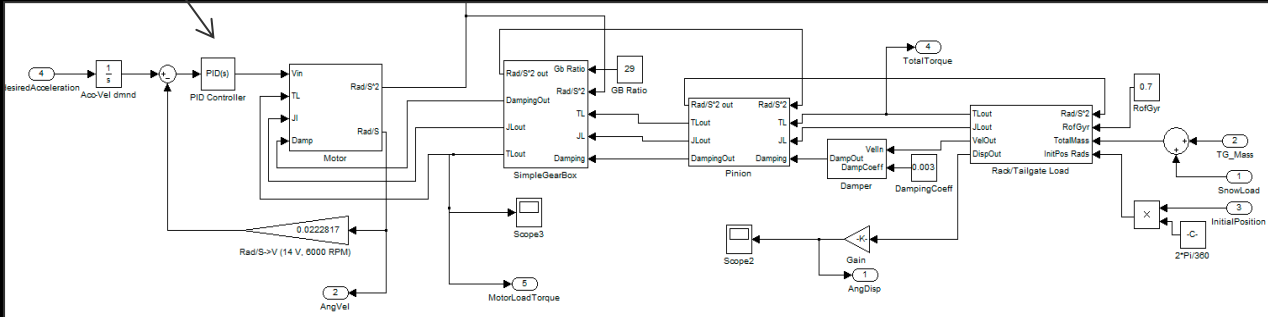 4
esiredAcceleration
1
s
Acc-Vel dmnd
+
−
PID(s)
PID Controller
Vin
TL
JI
Damp
Rad/S^2
Rad/S
Motor
0.0222817
Rad/S->V (14 V, 6000 RPM)
2
AngVel
Rad/S^2 out
DampingOut
JLout
TLout
Gb Ratio
Rad/S^2
TL
JL
Damping
SimpleGearBox
29
GB Ratio
Scope3
5
MotorLoadTorque
Rad/S^2 out
TLout
JLout
DampingOut
Rad/S^2
TL
JL
Damping
Pinion
4
TotalTorque
DampOut
VelIn
DampCoeff
Damper
0.003
DampingCoeff
Scope2
-K-
Gain
1
AngDisp
TLout
JLout
VelOut
DispOut
Rad/S^2
RofGyr
TotalMass
InitPos Rads
Rack/Tailgate Load
0.7
RofGyr
+
+
2
TG_Mass
1
SnowLoad
3
InitialPosition
×
-C-
2*Pi/360